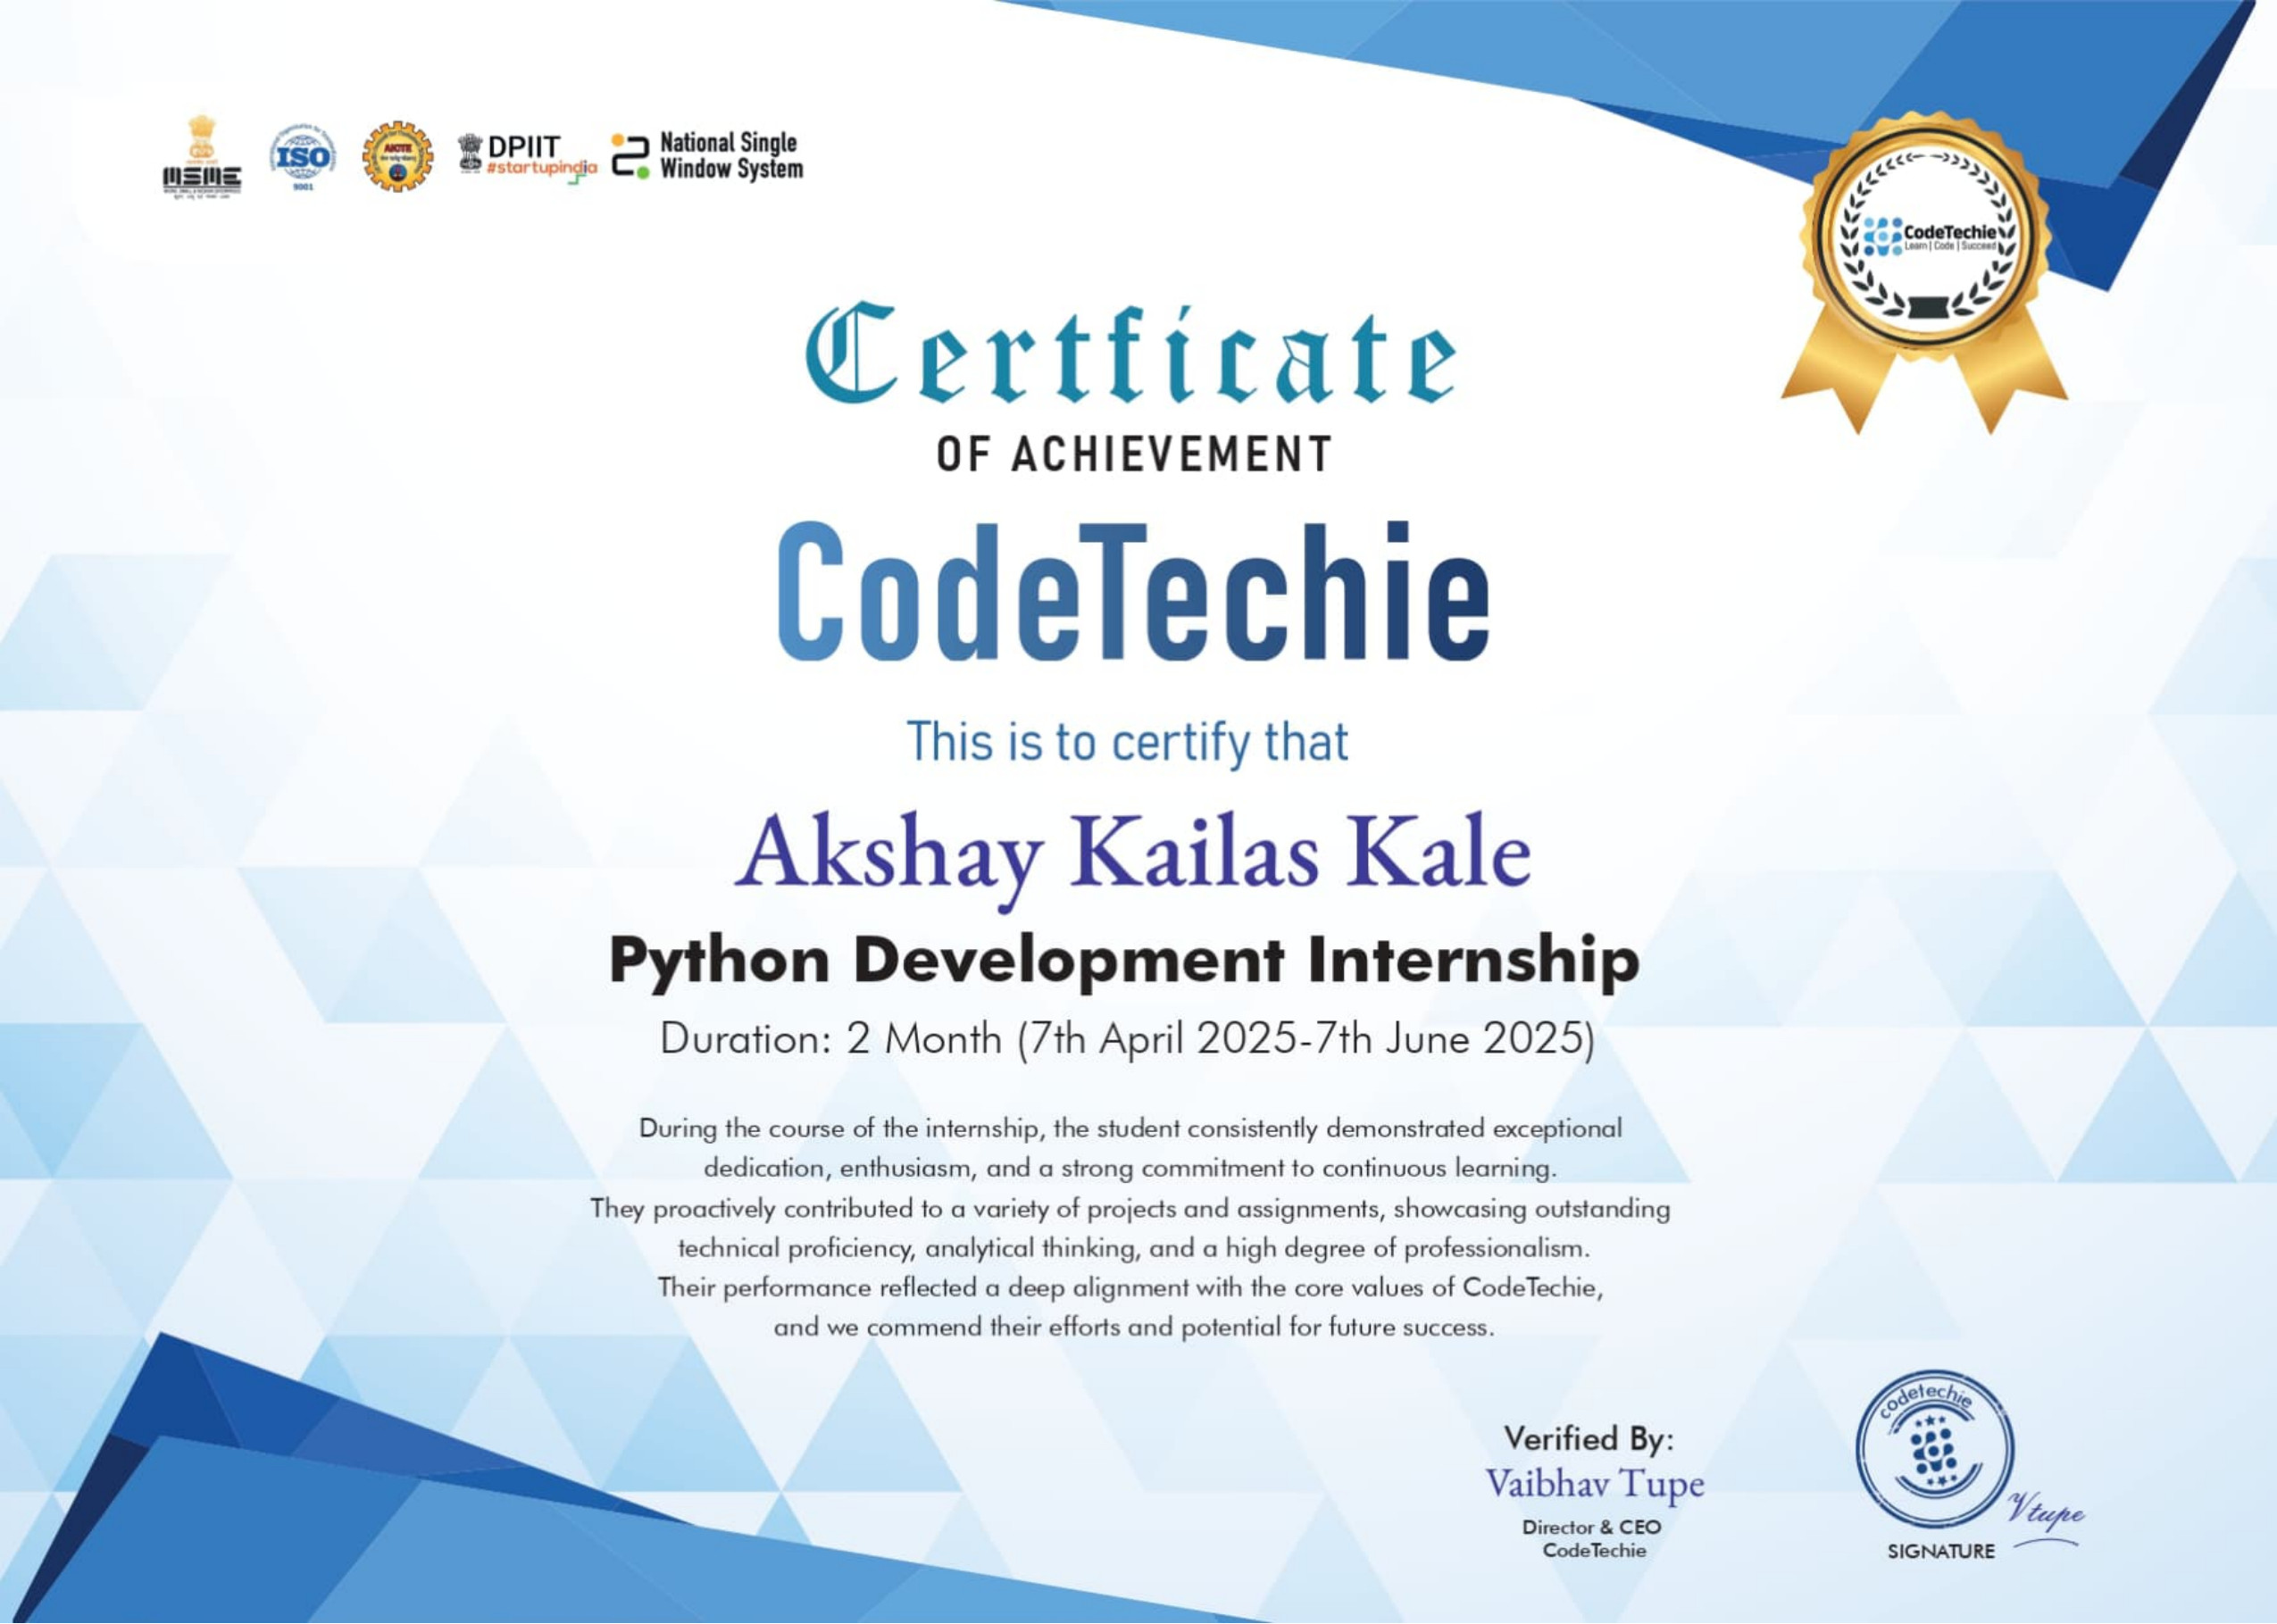 MSME
ISO
9001
AICTE
DPIIT
#startupindia
National Single
Window System
CodeTechie
Learn | Code | Succeed
Certficate
OF ACHIEVEMENT
CodeTechie
This is to certify that
Akshay Kailas Kale
Python Development Internship
Duration: 2 Month (7th April 2025-7th June 2025)
During the course of the internship, the student consistently demonstrated exceptional
dedication, enthusiasm, and a strong commitment to continuous learning.
They proactively contributed to a variety of projects and assignments, showcasing outstanding
technical proficiency, analytical thinking, and a high degree of professionalism.
Their performance reflected a deep alignment with the core values of CodeTechie,
and we commend their efforts and potential for future success.
Verified By:
Vaibhav Tupe
Director & CEO
CodeTechie
codetechie
Vtupe
SIGNATURE